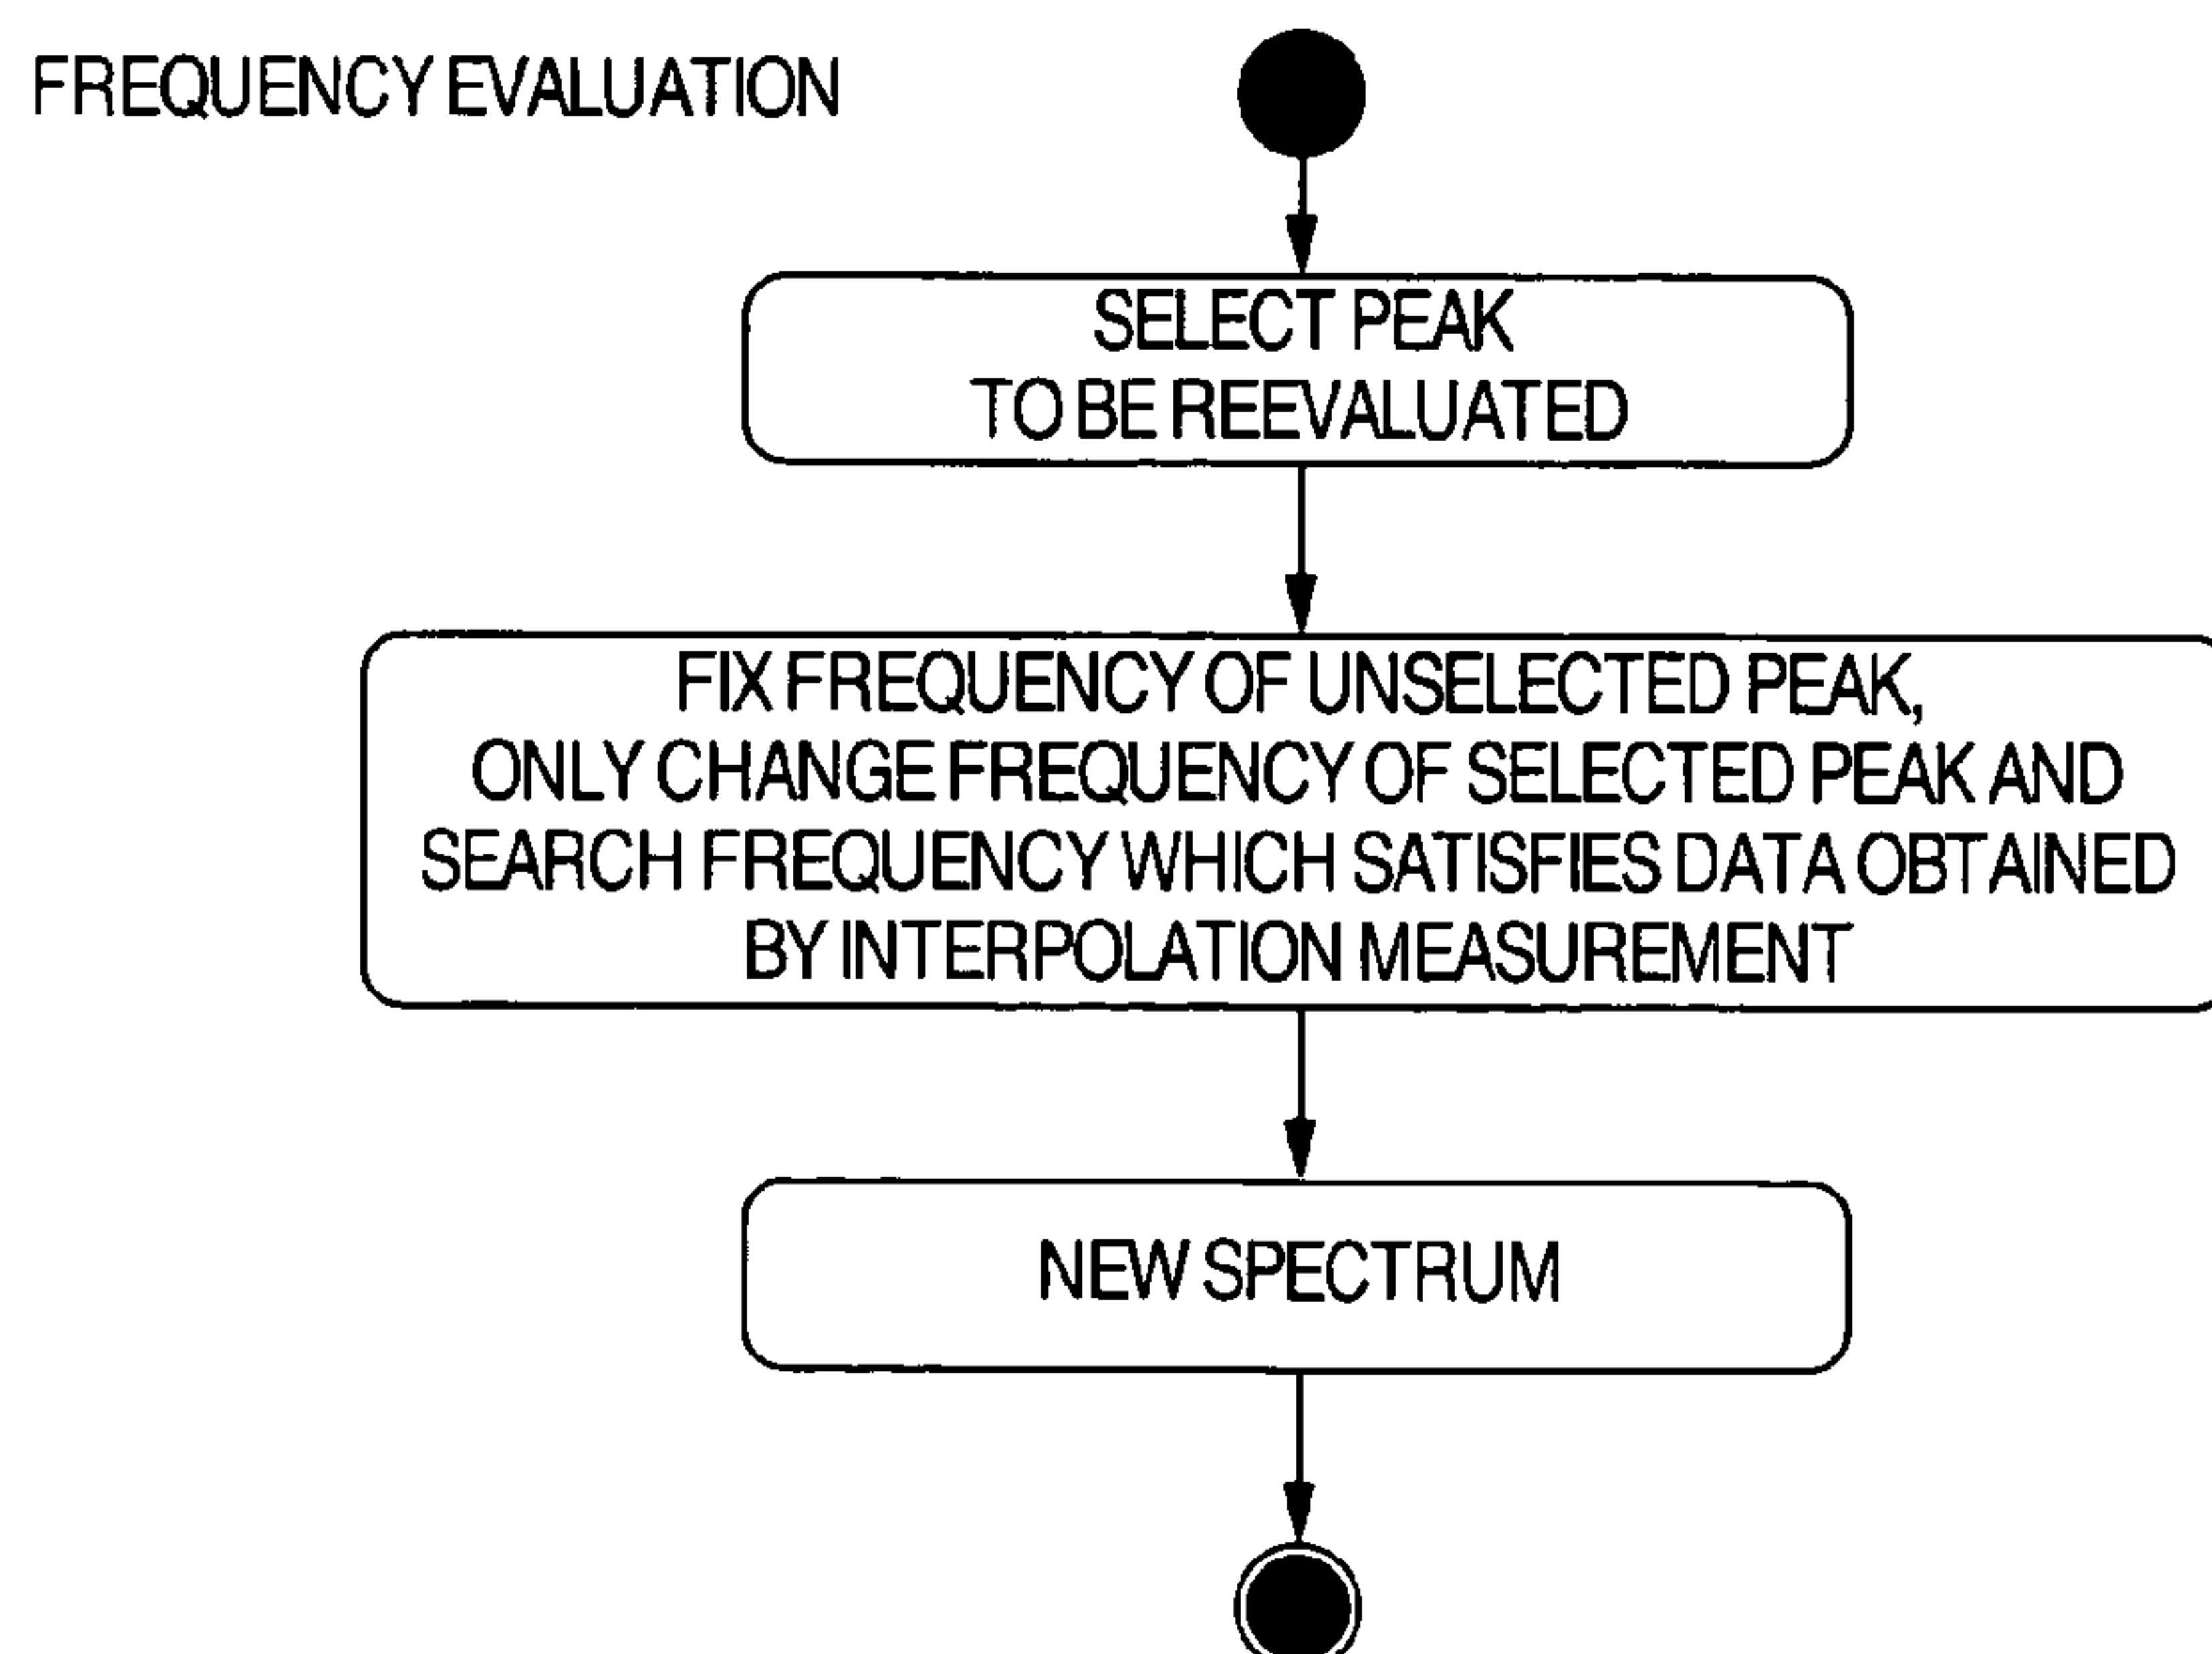 FREQUENCY EVALUATION
SELECT PEAK
TO BE REEVALUATED
FIX FREQUENCY OF UNSELECTED PEAK,
ONLY CHANGE FREQUENCY OF SELECTED PEAK AND
SEARCH FREQUENCY WHICH SATISFIES DATA OBTAINED
BY INTERPOLATION MEASUREMENT
NEW SPECTRUM